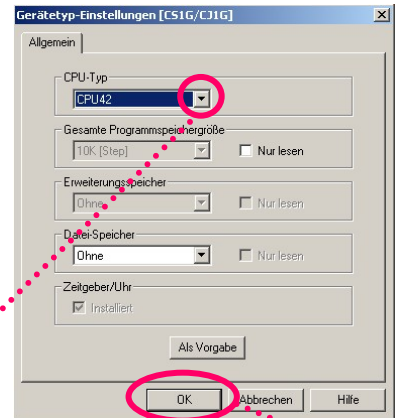 Gerätetyp-Einstellungen [CS1G/CJ1G]
Allgemein
CPU-Typ
CPU42
Gesamte Programmspeichergröße
10K [Step]
Nur lesen
Erweiterungsspeicher
Ohne
Nur lesen
Datei-Speicher
Ohne
Nur lesen
Zeitgeber/Uhr
Installiert
Als Vorgabe
OK
Abbrechen
Hilfe